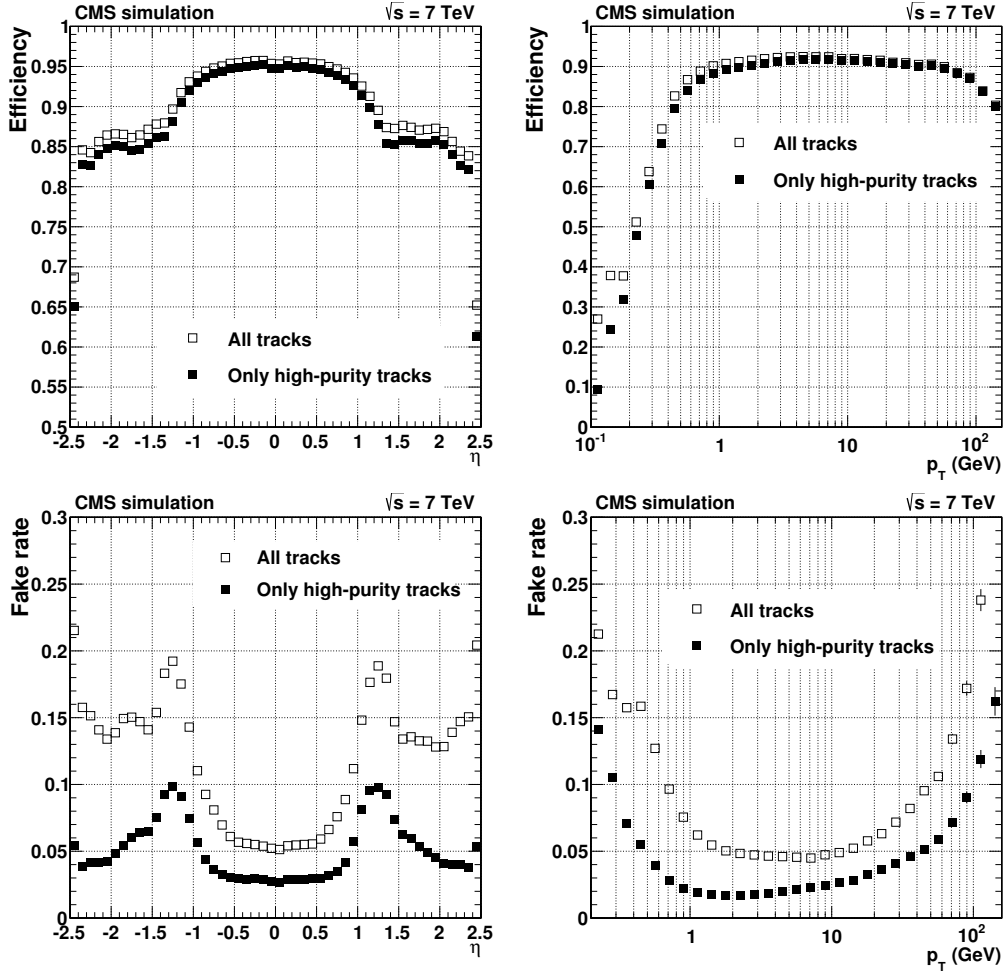 CMS simulation √s = 7 TeV
Efficiency
1
0.95
0.9
0.85
0.8
0.75
0.7
0.65
0.6
0.55
0.5
All tracks
Only high-purity tracks
-2.5 -2 -1.5 -1 -0.5 0 0.5 1 1.5 2 2.5
η
CMS simulation √s = 7 TeV
Efficiency
1
0.9
0.8
0.7
0.6
0.5
0.4
0.3
0.2
0.1
0
All tracks
Only high-purity tracks
10⁻¹ 1 10 10²
p_T (GeV)
CMS simulation √s = 7 TeV
Fake rate
0.3
0.25
0.2
0.15
0.1
0.05
0
All tracks
Only high-purity tracks
-2.5 -2 -1.5 -1 -0.5 0 0.5 1 1.5 2 2.5
η
CMS simulation √s = 7 TeV
Fake rate
0.3
0.25
0.2
0.15
0.1
0.05
0
All tracks
Only high-purity tracks
1 10 10²
p_T (GeV)